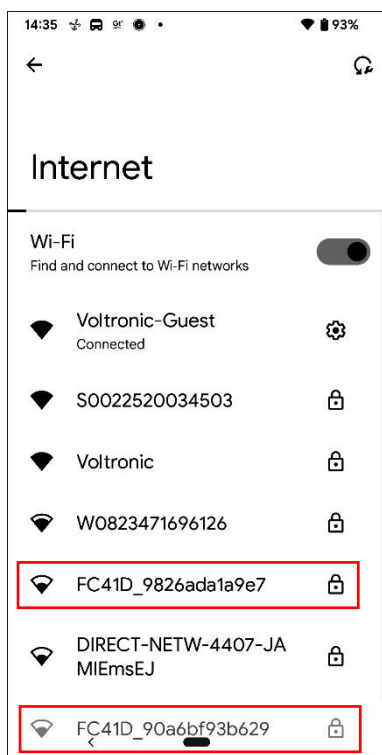 14:35 93%
Internet
Wi-Fi
Find and connect to Wi-Fi networks
Voltronic-Guest
Connected
S0022520034503
Voltronic
W0823471696126
FC41D_9826ada1a9e7
DIRECT-NETW-4407-JA
MIEmsEJ
FC41D_90a6bf93b629